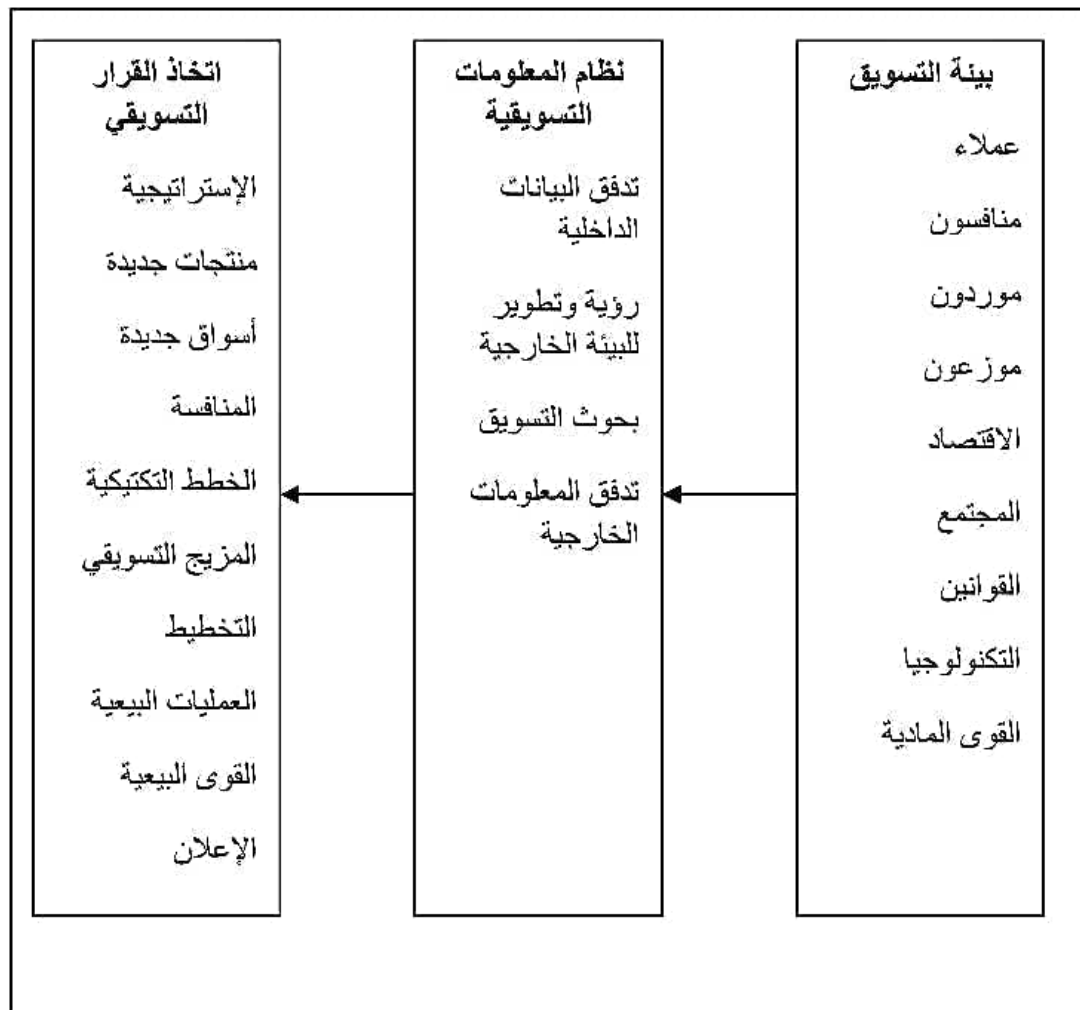 بيئة التسويق
عملاء
منافسون
موردون
موزعون
الاقتصاد
المجتمع
القوانين
التكنولوجيا
القوى المادية
نظام المعلومات
التسويقية
تدفق البيانات
الداخلية
رؤية وتطوير
للبيئة الخارجية
بحوث التسويق
تدفق المعلومات
الخارجية
اتخاذ القرار
التسويقي
الإستراتيجية
منتجات جديدة
أسواق جديدة
المنافسة
الخطط التكتيكية
المزيج التسويقي
التخطيط
العمليات البيعية
القوى البيعية
الإعلان